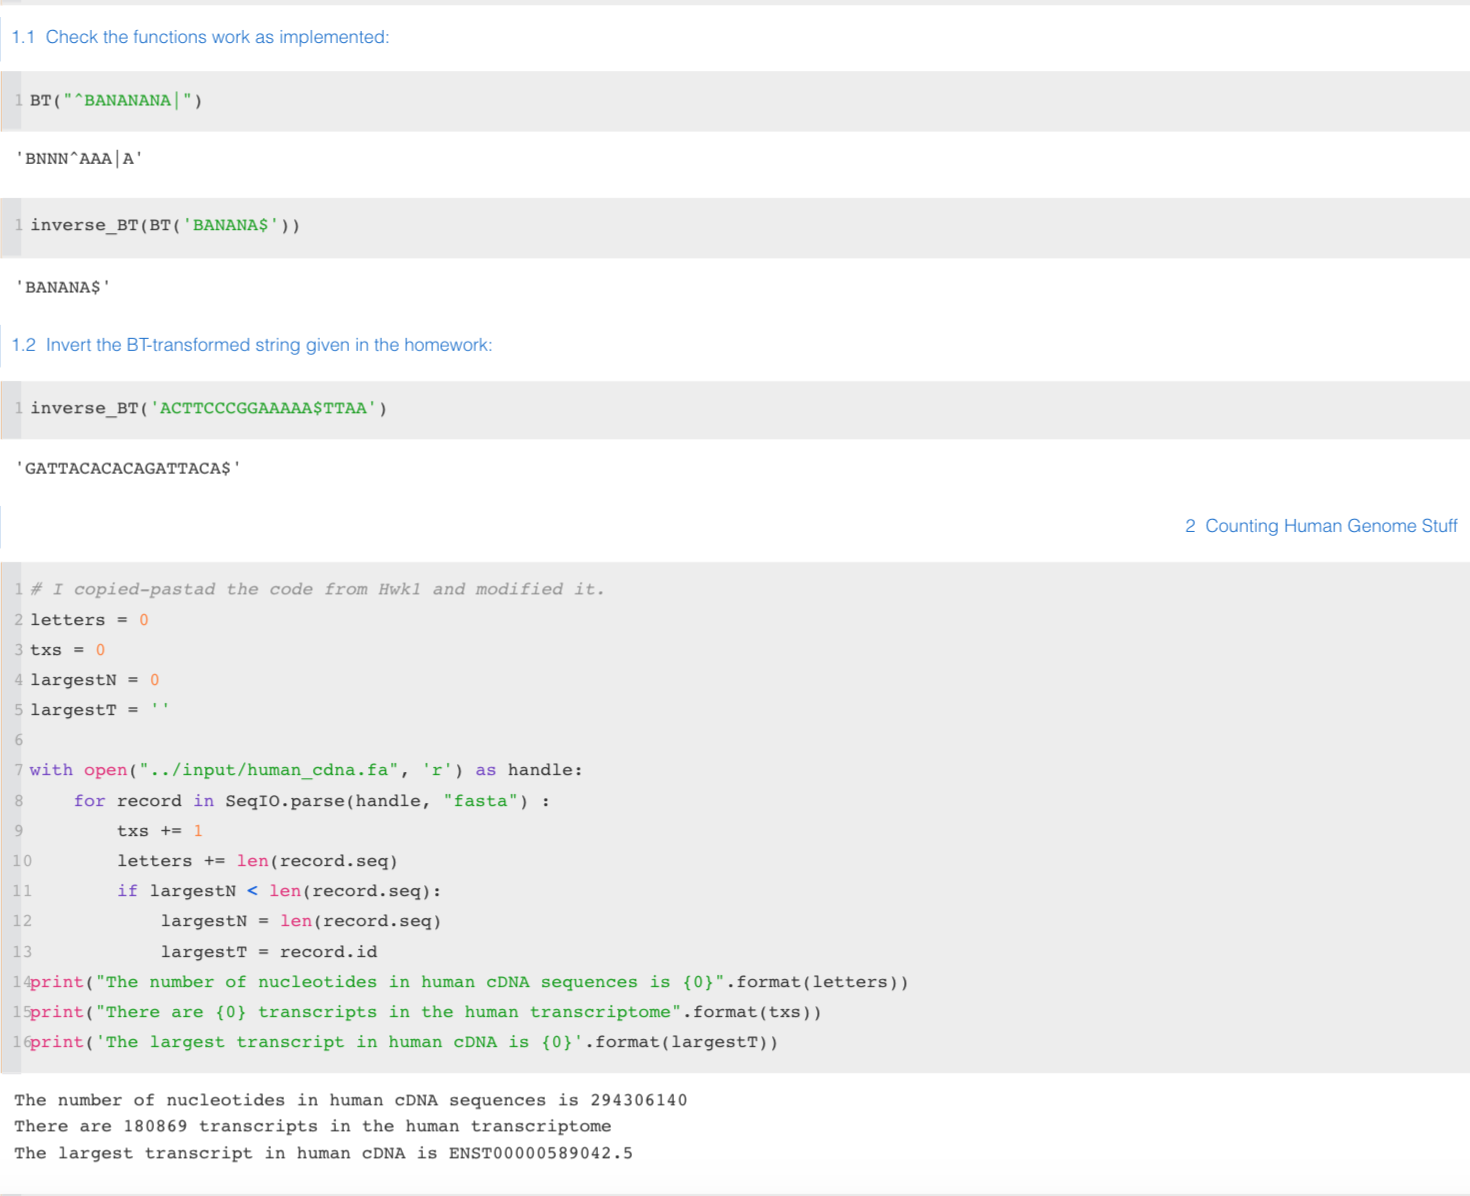 1.1 Check the functions work as implemented:
1 BT("^BANANANA|")
'BNNN^AAA|A'
1 inverse_BT(BT('BANANA$'))
'BANANA$'
1.2 Invert the BT-transformed string given in the homework:
1 inverse_BT('ACTTCCCGGAAAAA$TTAA')
'GATTACACACAGATTACA$'
2 Counting Human Genome Stuff
1 # I copied-pastad the code from Hwk1 and modified it.
2 letters = 0
3 txs = 0
4 largestN = 0
5 largestT = ''
6
7 with open("../input/human_cdna.fa", 'r') as handle:
8     for record in SeqIO.parse(handle, "fasta") :
9         txs += 1
10         letters += len(record.seq)
11         if largestN < len(record.seq):
12             largestN = len(record.seq)
13             largestT = record.id
14 print("The number of nucleotides in human cDNA sequences is {0}".format(letters))
15 print("There are {0} transcripts in the human transcriptome".format(txs))
16 print('The largest transcript in human cDNA is {0}'.format(largestT))
The number of nucleotides in human cDNA sequences is 294306140
There are 180869 transcripts in the human transcriptome
The largest transcript in human cDNA is ENST00000589042.5